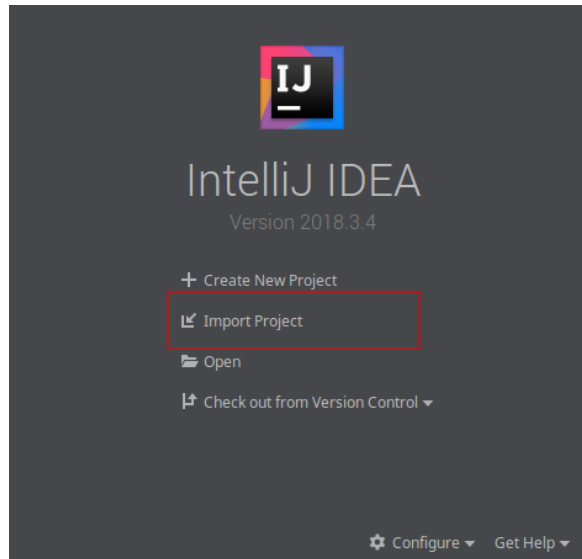 IJ
IntelliJ IDEA
Version 2018.3.4
Create New Project
Import Project
Open
Check out from Version Control
Configure Get Help